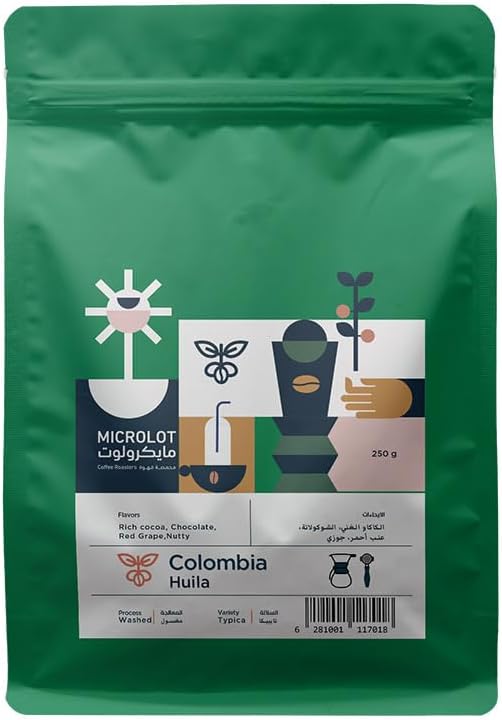 MICROLOT
مايكرولوت
Coffee Roasters محمصة قهوة
250 g
Flavors
Rich cocoa, Chocolate,
Red Grape,Nutty
الايحاءات
الكاكاو الغني، الشوكولاتة،
عنب أحمر، جوزي
Colombia
Huila
Process المعالجة
Washed مغسول
Variety السلالة
Typica تايبيكا
6 281001 117018